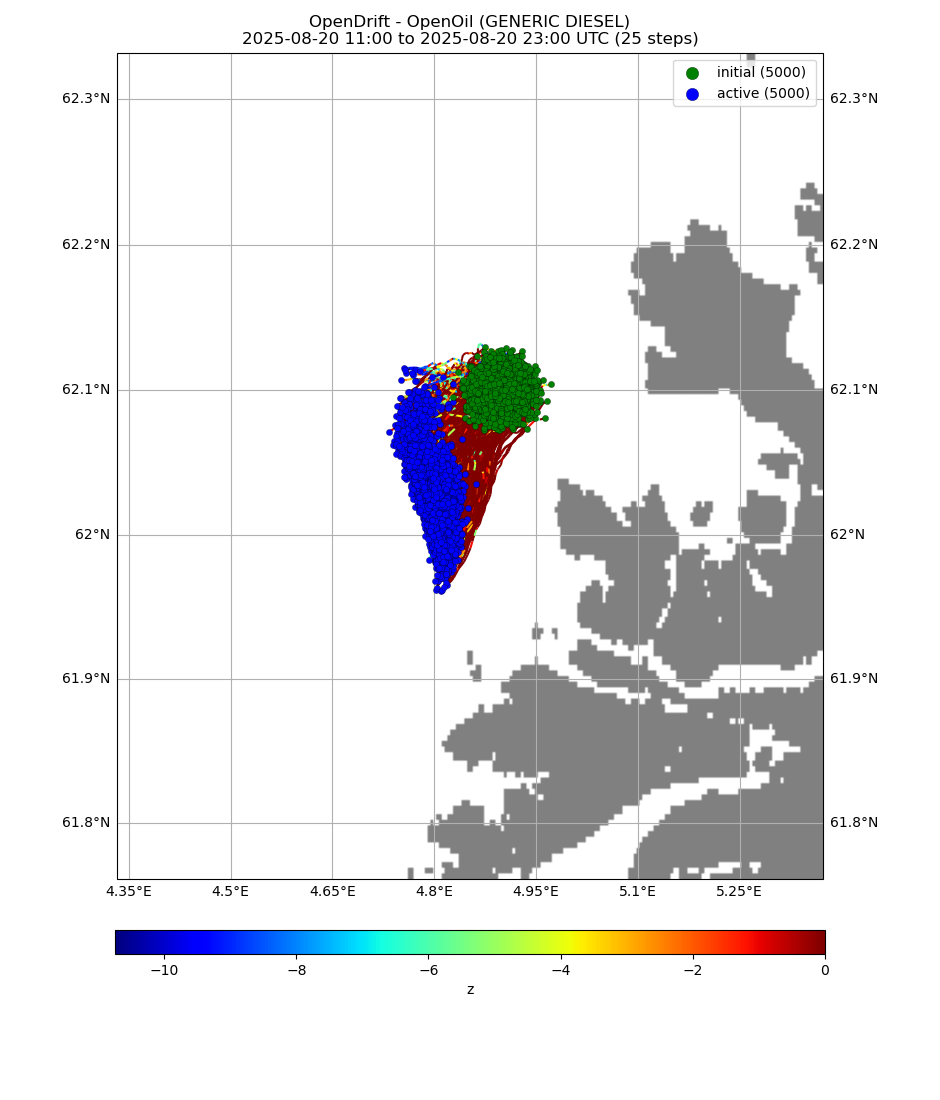 OpenDrift - OpenOil (GENERIC DIESEL)
2025-08-20 11:00 to 2025-08-20 23:00 UTC (25 steps)
initial (5000)
active (5000)
62.3°N 62.3°N
62.2°N 62.2°N
62.1°N 62.1°N
62°N 62°N
61.9°N 61.9°N
61.8°N 61.8°N
4.35°E 4.5°E 4.65°E 4.8°E 4.95°E 5.1°E 5.25°E
−10 −8 −6 −4 −2 0
z